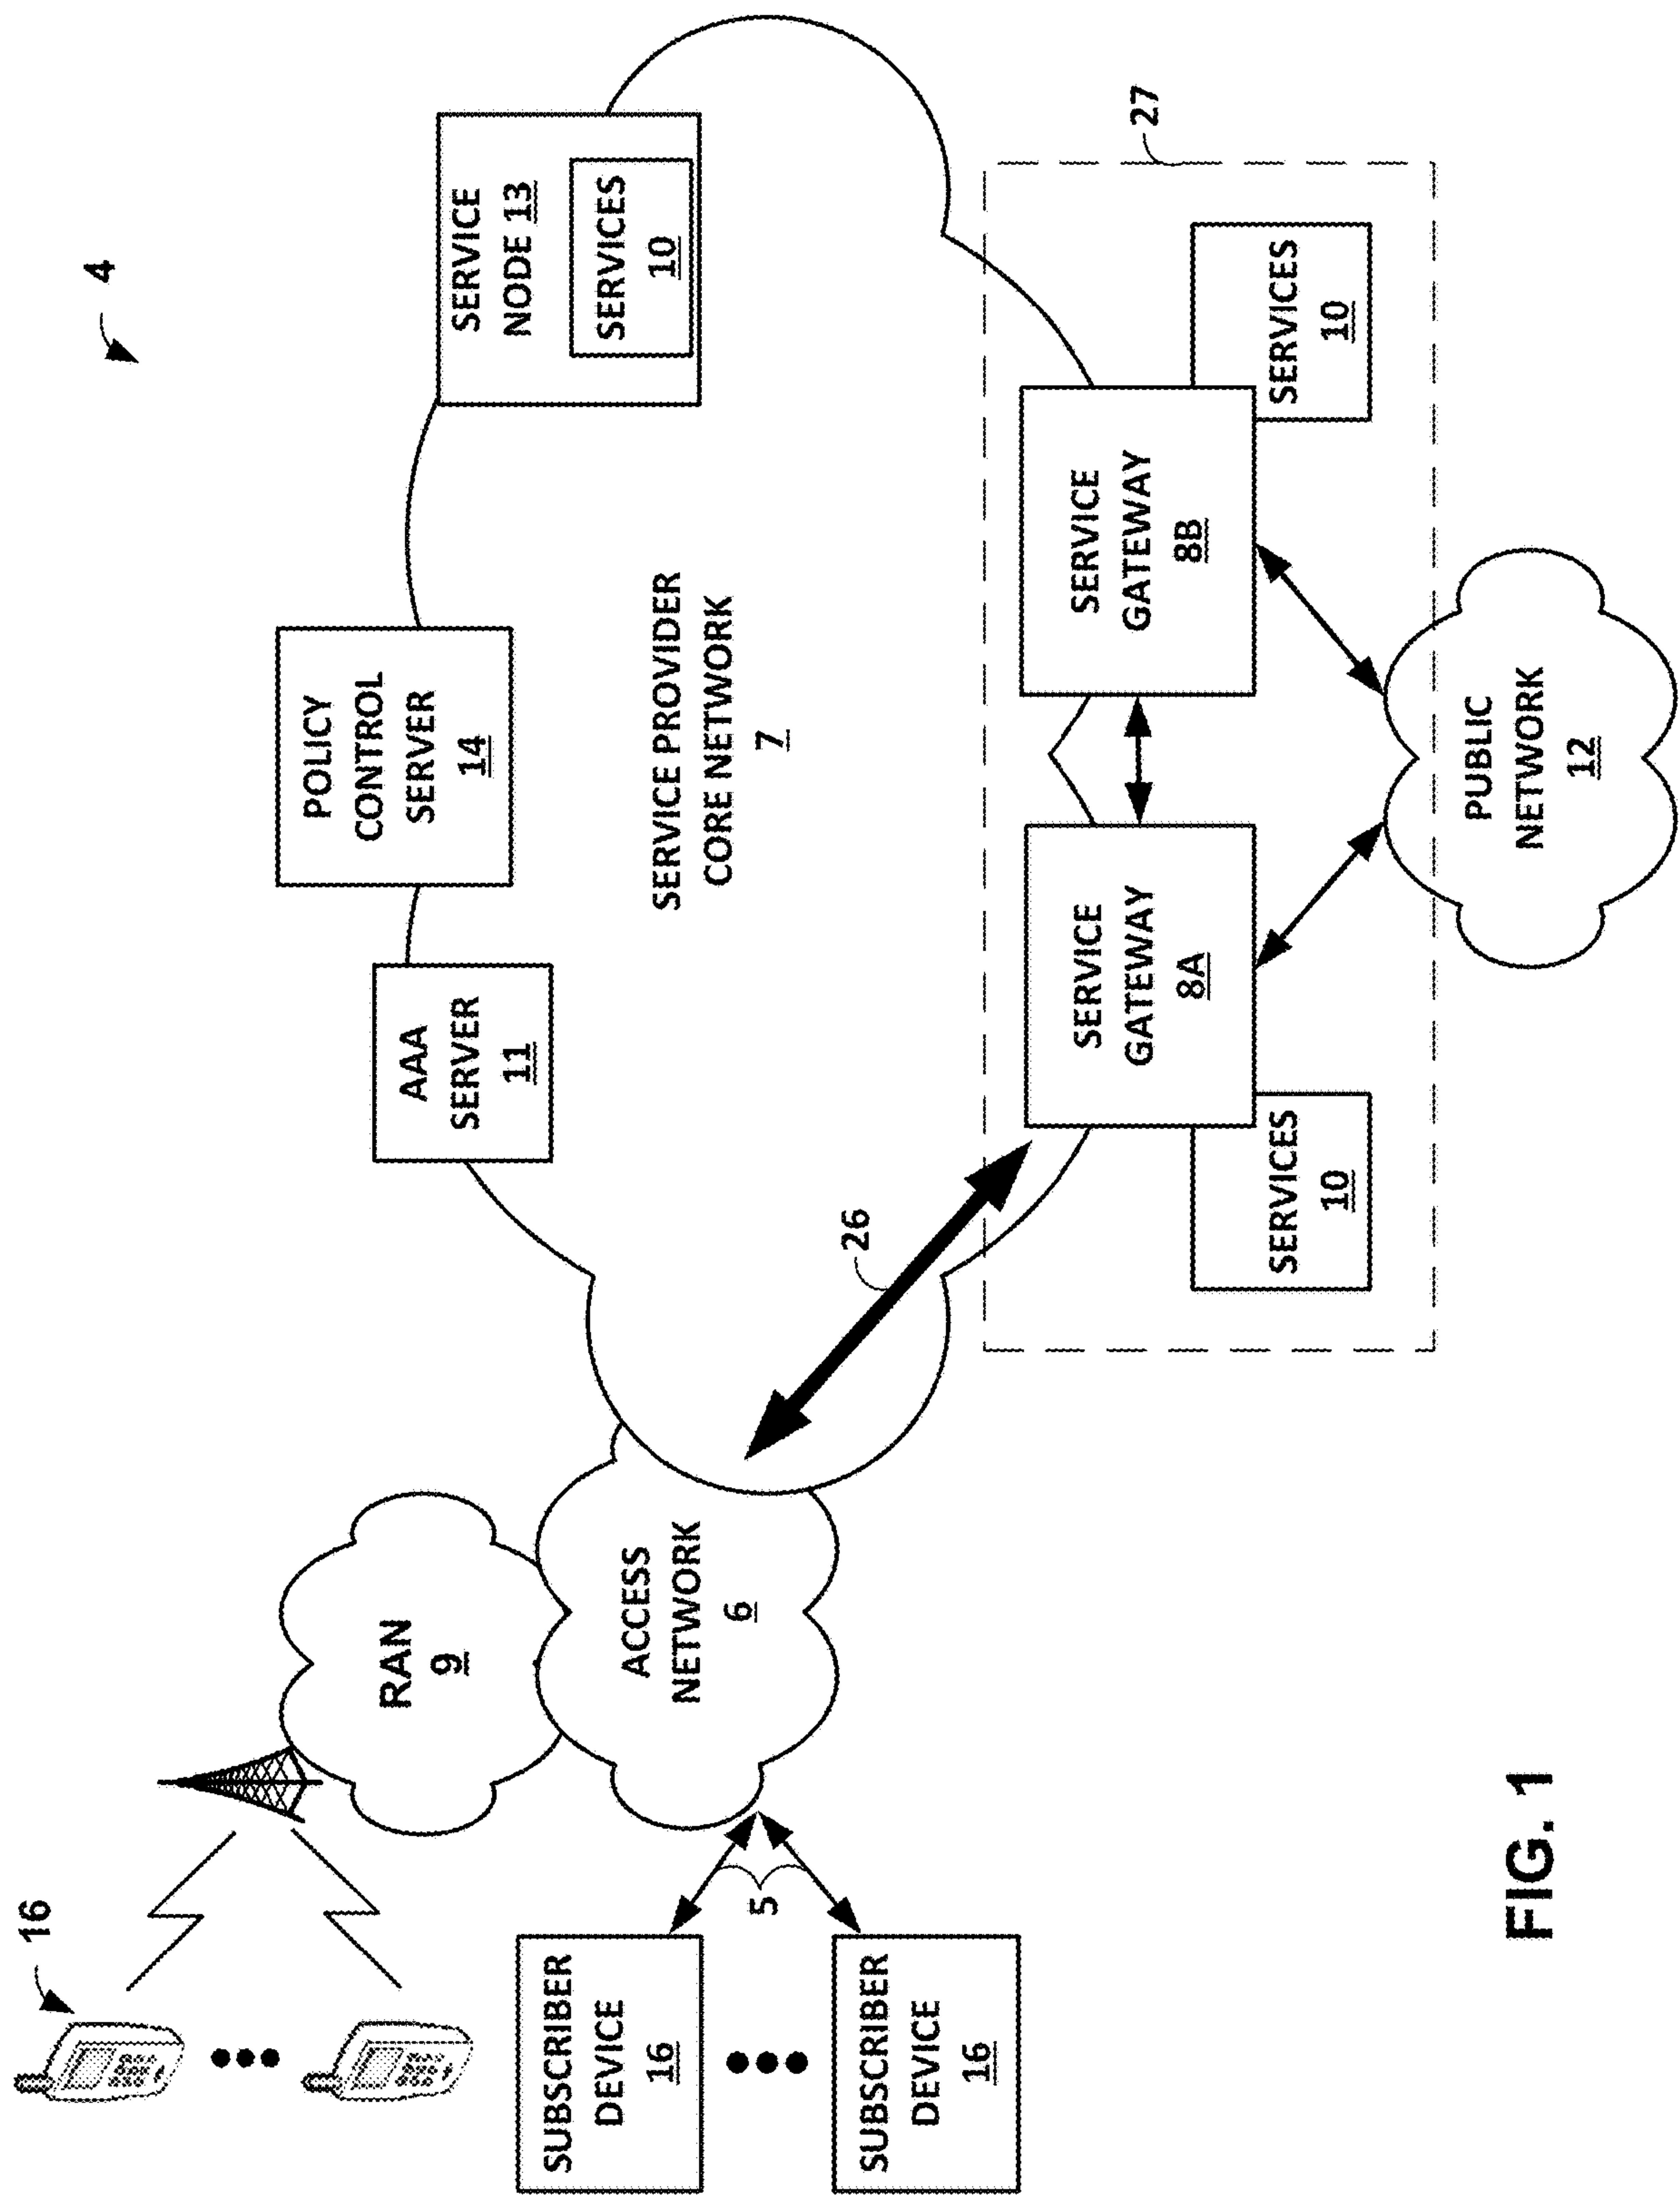 4
16
RAN
9
AAA
SERVER
11
POLICY
CONTROL
SERVER
14
SERVICE
NODE 13
SERVICES
10
SUBSCRIBER
DEVICE
16
ACCESS
NETWORK
6
SERVICE PROVIDER
CORE NETWORK
7
5
26
27
SUBSCRIBER
DEVICE
16
SERVICE
GATEWAY
8A
SERVICE
GATEWAY
8B
SERVICES
10
SERVICES
10
PUBLIC
NETWORK
12
FIG. 1